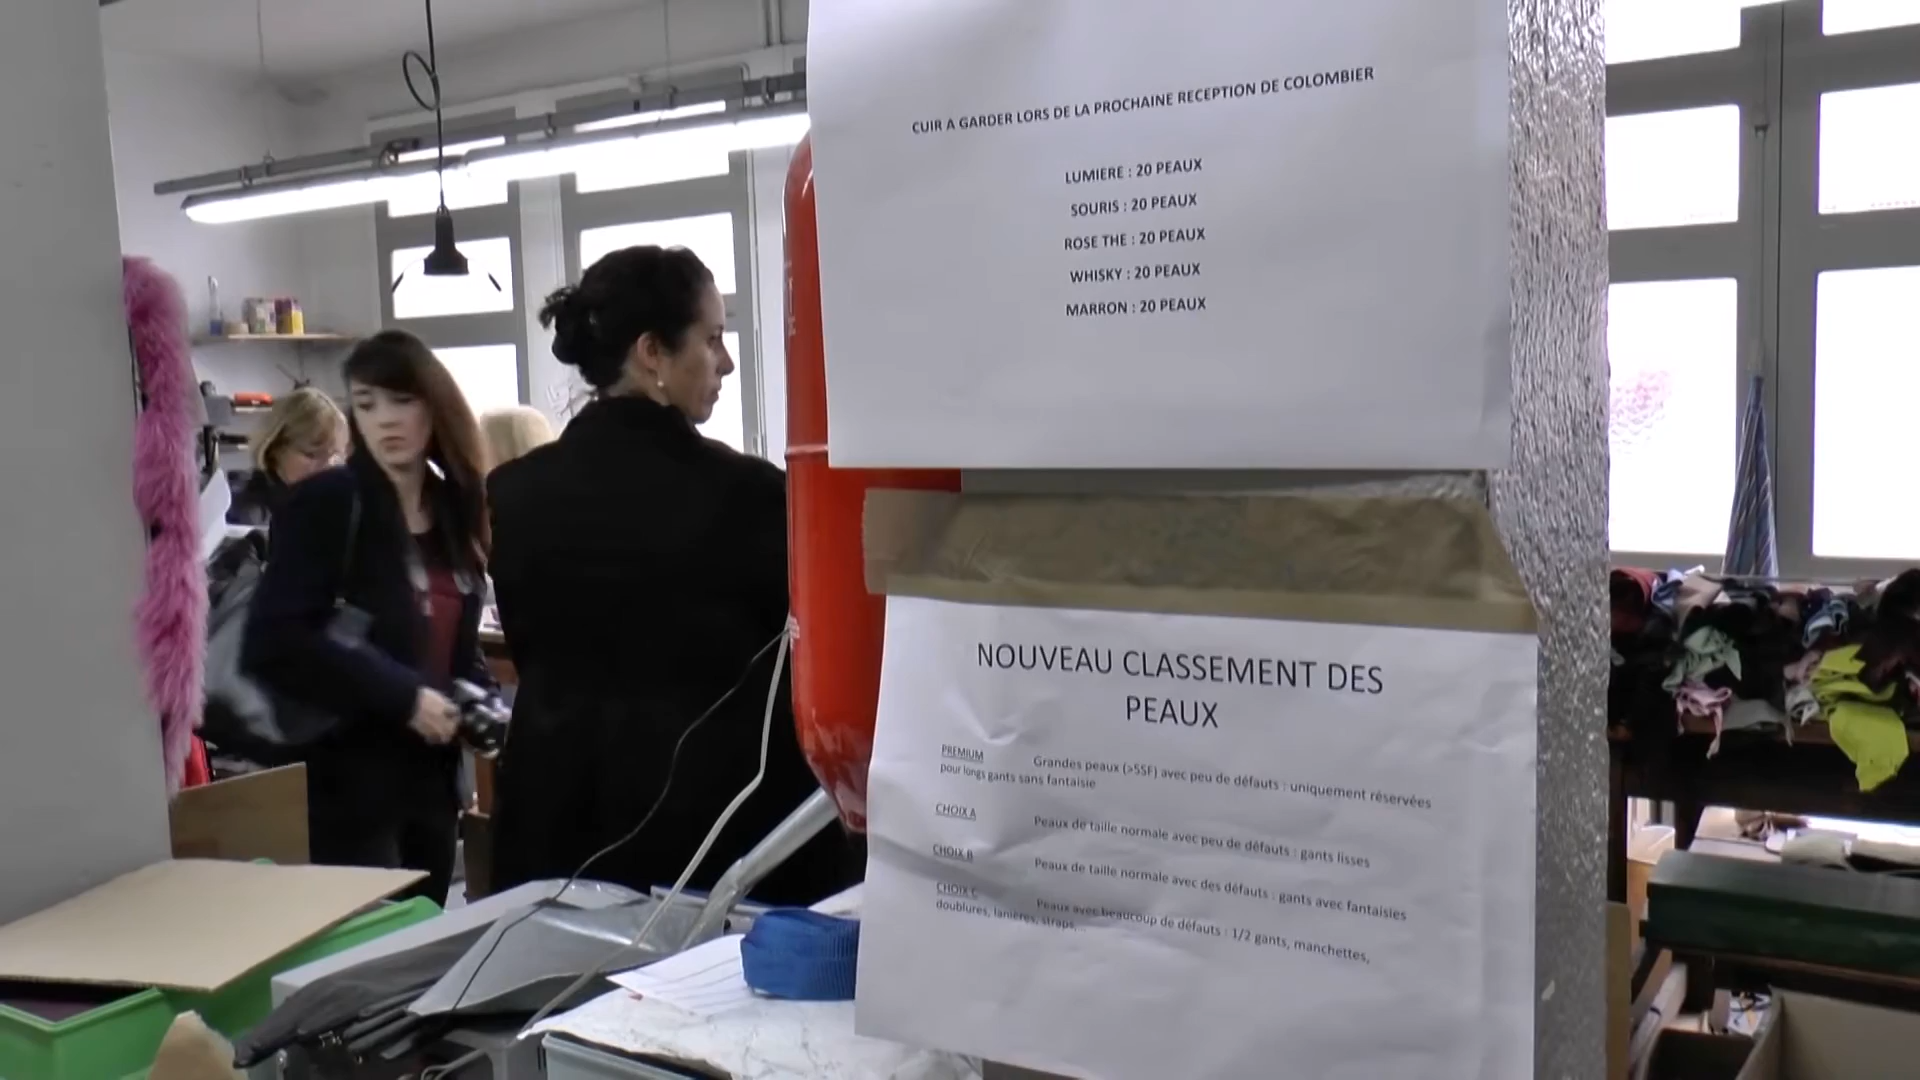 CUIR A GARDER LORS DE LA PROCHAINE RECEPTION DE COLOMBIER
LUMIERE : 20 PEAUX
SOURIS : 20 PEAUX
ROSE THE : 20 PEAUX
WHISKY : 20 PEAUX
MARRON : 20 PEAUX
NOUVEAU CLASSEMENT DES
PEAUX
PREMIUM Grandes peaux (>5SF) avec peu de défauts : uniquement réservées
pour longs gants sans fantaisie
CHOIX A Peaux de taille normale avec peu de défauts : gants lisses
CHOIX B Peaux de taille normale avec des défauts : gants avec fantaisies
CHOIX C Peaux avec beaucoup de défauts : 1/2 gants, manchettes,
doublures, lanières, straps,...